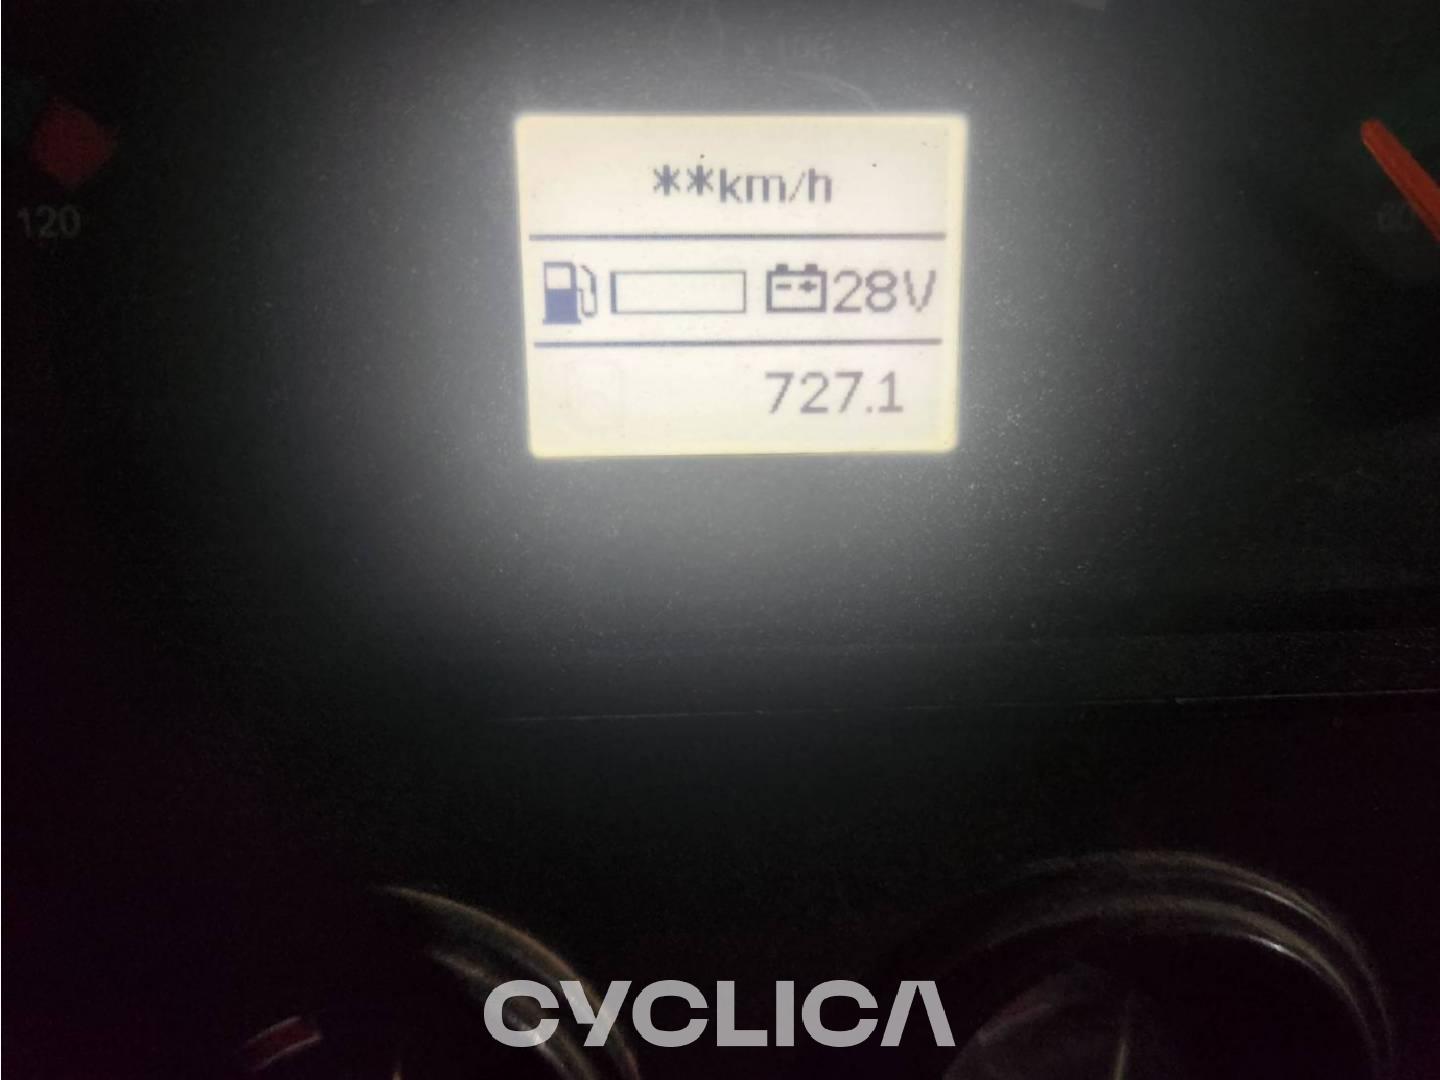 120
**km/h
28V
727.1
CYCLICA